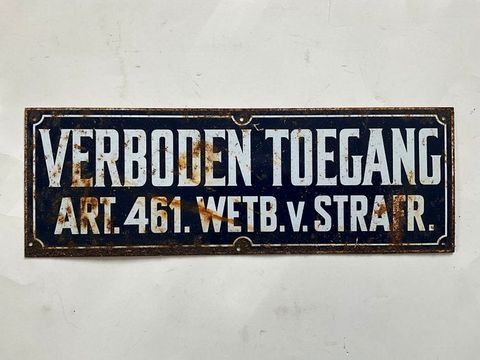 VERBODEN TOEGANG
ART. 461. WETB. v. STRAFR.